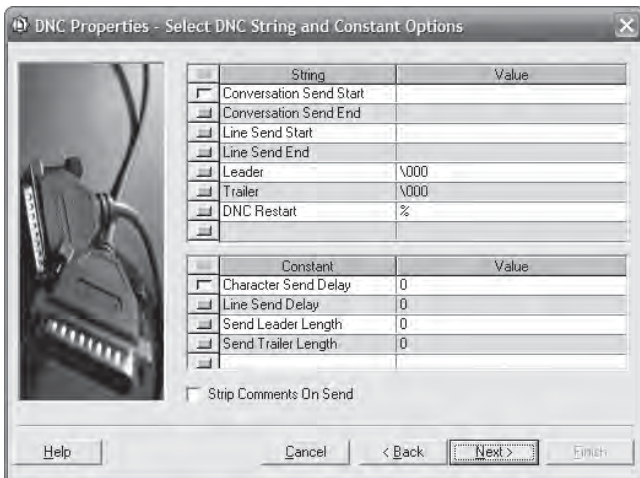 DNC Properties - Select DNC String and Constant Options
String Value
Conversation Send Start
Conversation Send End
Line Send Start
Line Send End
Leader \000
Trailer \000
DNC Restart %
Constant Value
Character Send Delay 0
Line Send Delay 0
Send Leader Length 0
Send Trailer Length 0
Strip Comments On Send
Help Cancel < Back Next > Finish